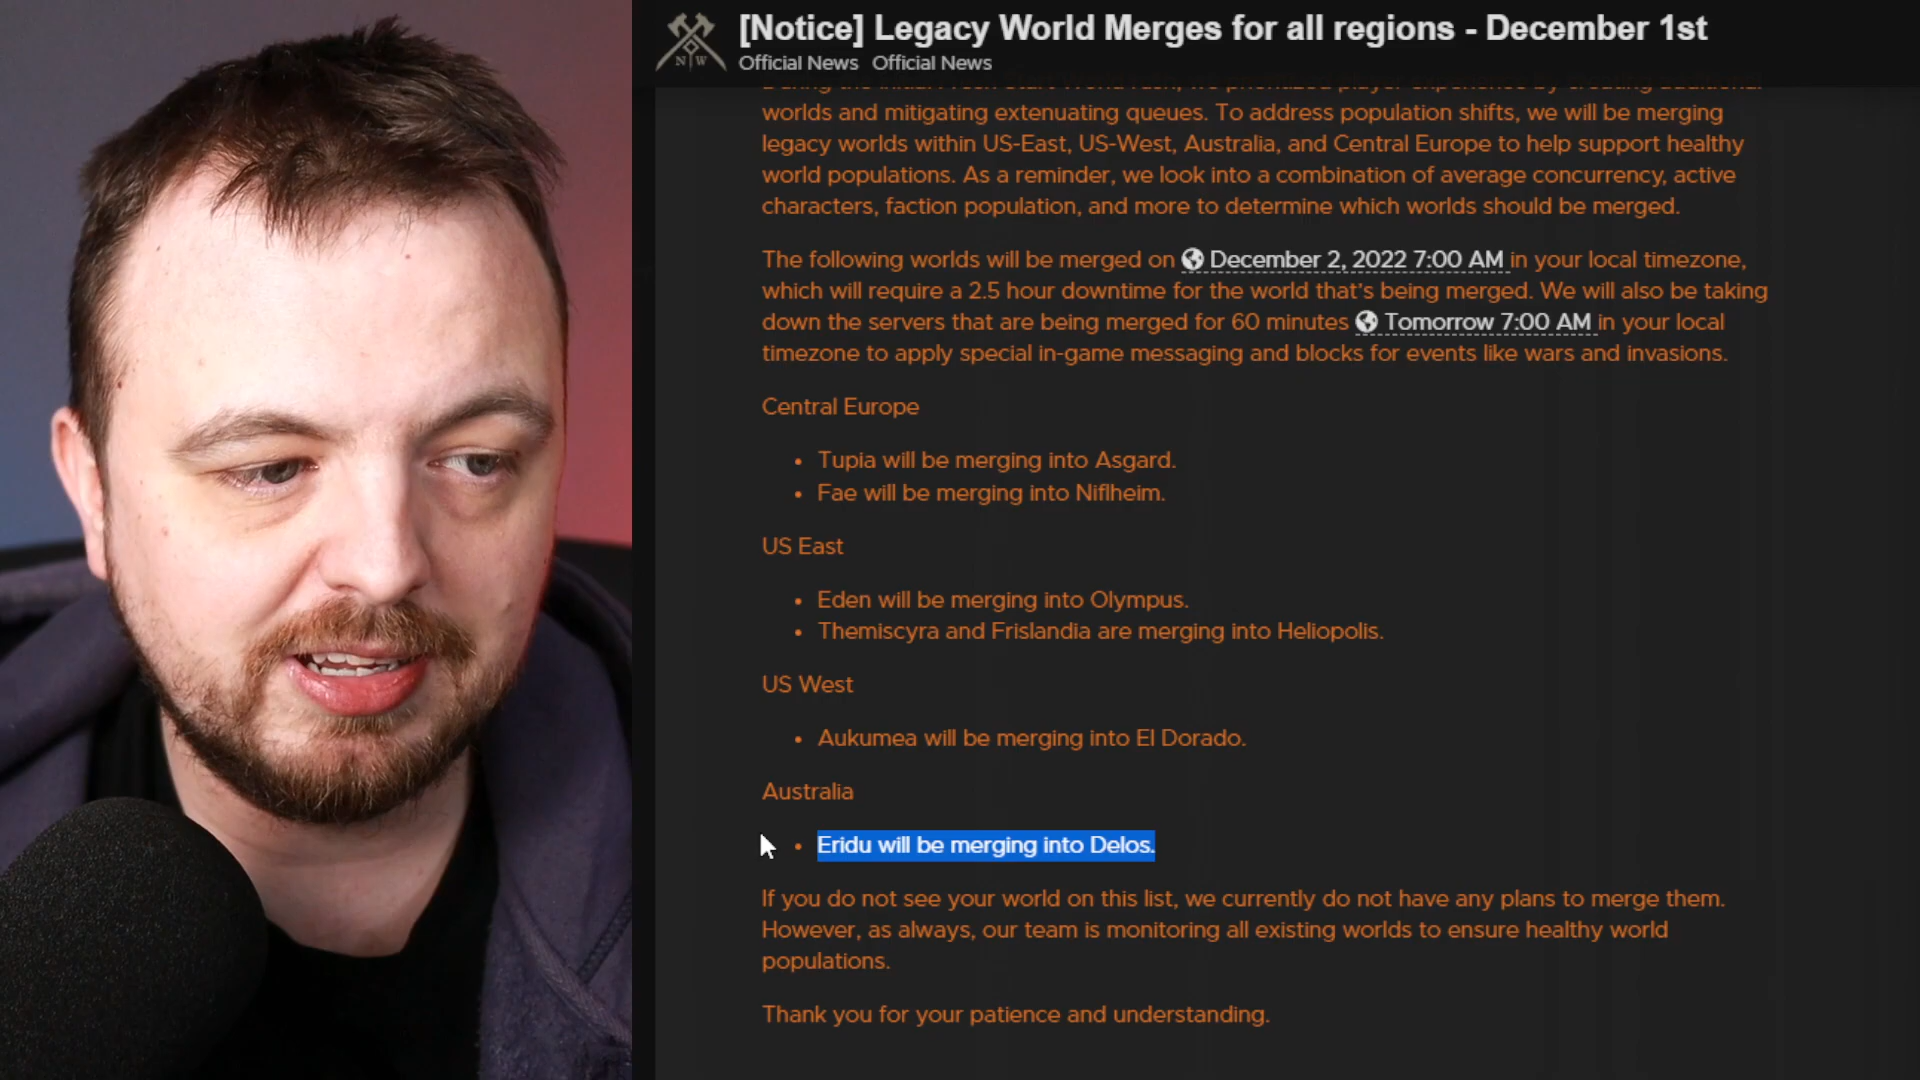 [Notice] Legacy World Merges for all regions - December 1st
Official News Official News
N W
worlds and mitigating extenuating queues. To address population shifts, we will be merging
legacy worlds within US-East, US-West, Australia, and Central Europe to help support healthy
world populations. As a reminder, we look into a combination of average concurrency, active
characters, faction population, and more to determine which worlds should be merged.
The following worlds will be merged on December 2, 2022 7:00 AM in your local timezone,
which will require a 2.5 hour downtime for the world that's being merged. We will also be taking
down the servers that are being merged for 60 minutes Tomorrow 7:00 AM in your local
timezone to apply special in-game messaging and blocks for events like wars and invasions.
Central Europe
• Tupia will be merging into Asgard.
• Fae will be merging into Niflheim.
US East
• Eden will be merging into Olympus.
• Themiscyra and Frislandia are merging into Heliopolis.
US West
• Aukumea will be merging into El Dorado.
Australia
• Eridu will be merging into Delos.
If you do not see your world on this list, we currently do not have any plans to merge them.
However, as always, our team is monitoring all existing worlds to ensure healthy world
populations.
Thank you for your patience and understanding.